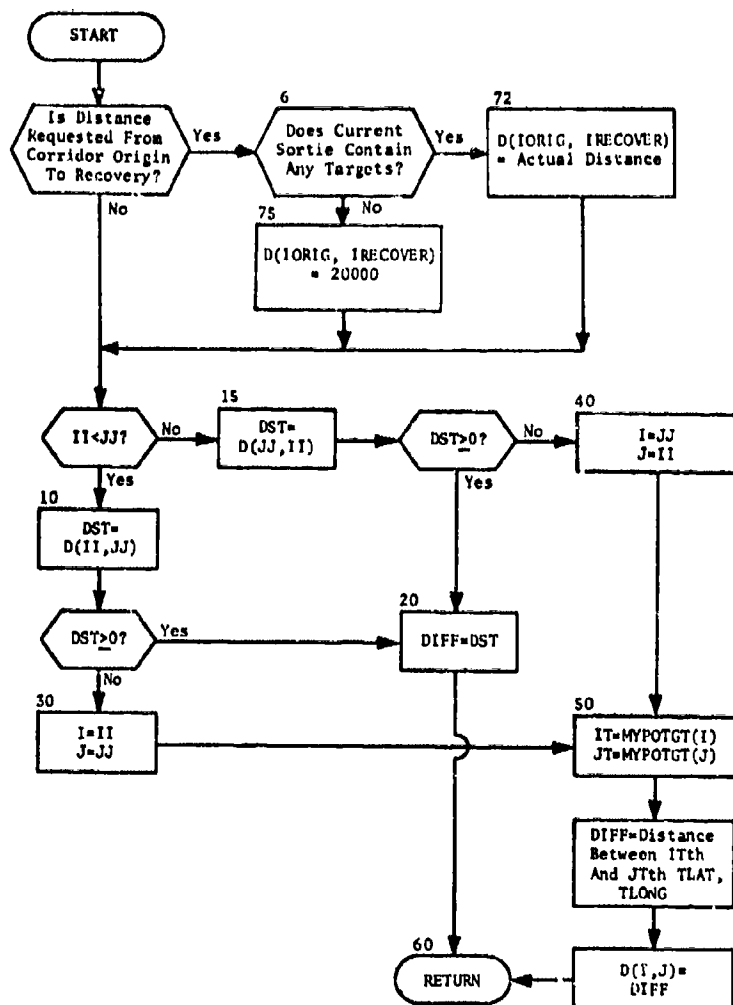 START
Is Distance
Requested From
Corridor Origin
To Recovery?
Yes
No
6
Does Current
Sortie Contain
Any Targets?
Yes
No
72
D(IORIG, IRECOVER)
= Actual Distance
75
D(IORIG, IRECOVER)
= 20000
II<JJ?
No
Yes
15
DST=
D(JJ,II)
DST≥0?
No
Yes
40
I=JJ
J=II
10
DST=
D(II,JJ)
DST≥0?
Yes
No
20
DIFF=DST
30
I=II
J=JJ
50
IT=MYPOTGT(I)
JT=MYPOTGT(J)
DIFF=Distance
Between ITth
And JTth TLAT,
TLONG
60
RETURN
D(I,J)=
DIFF